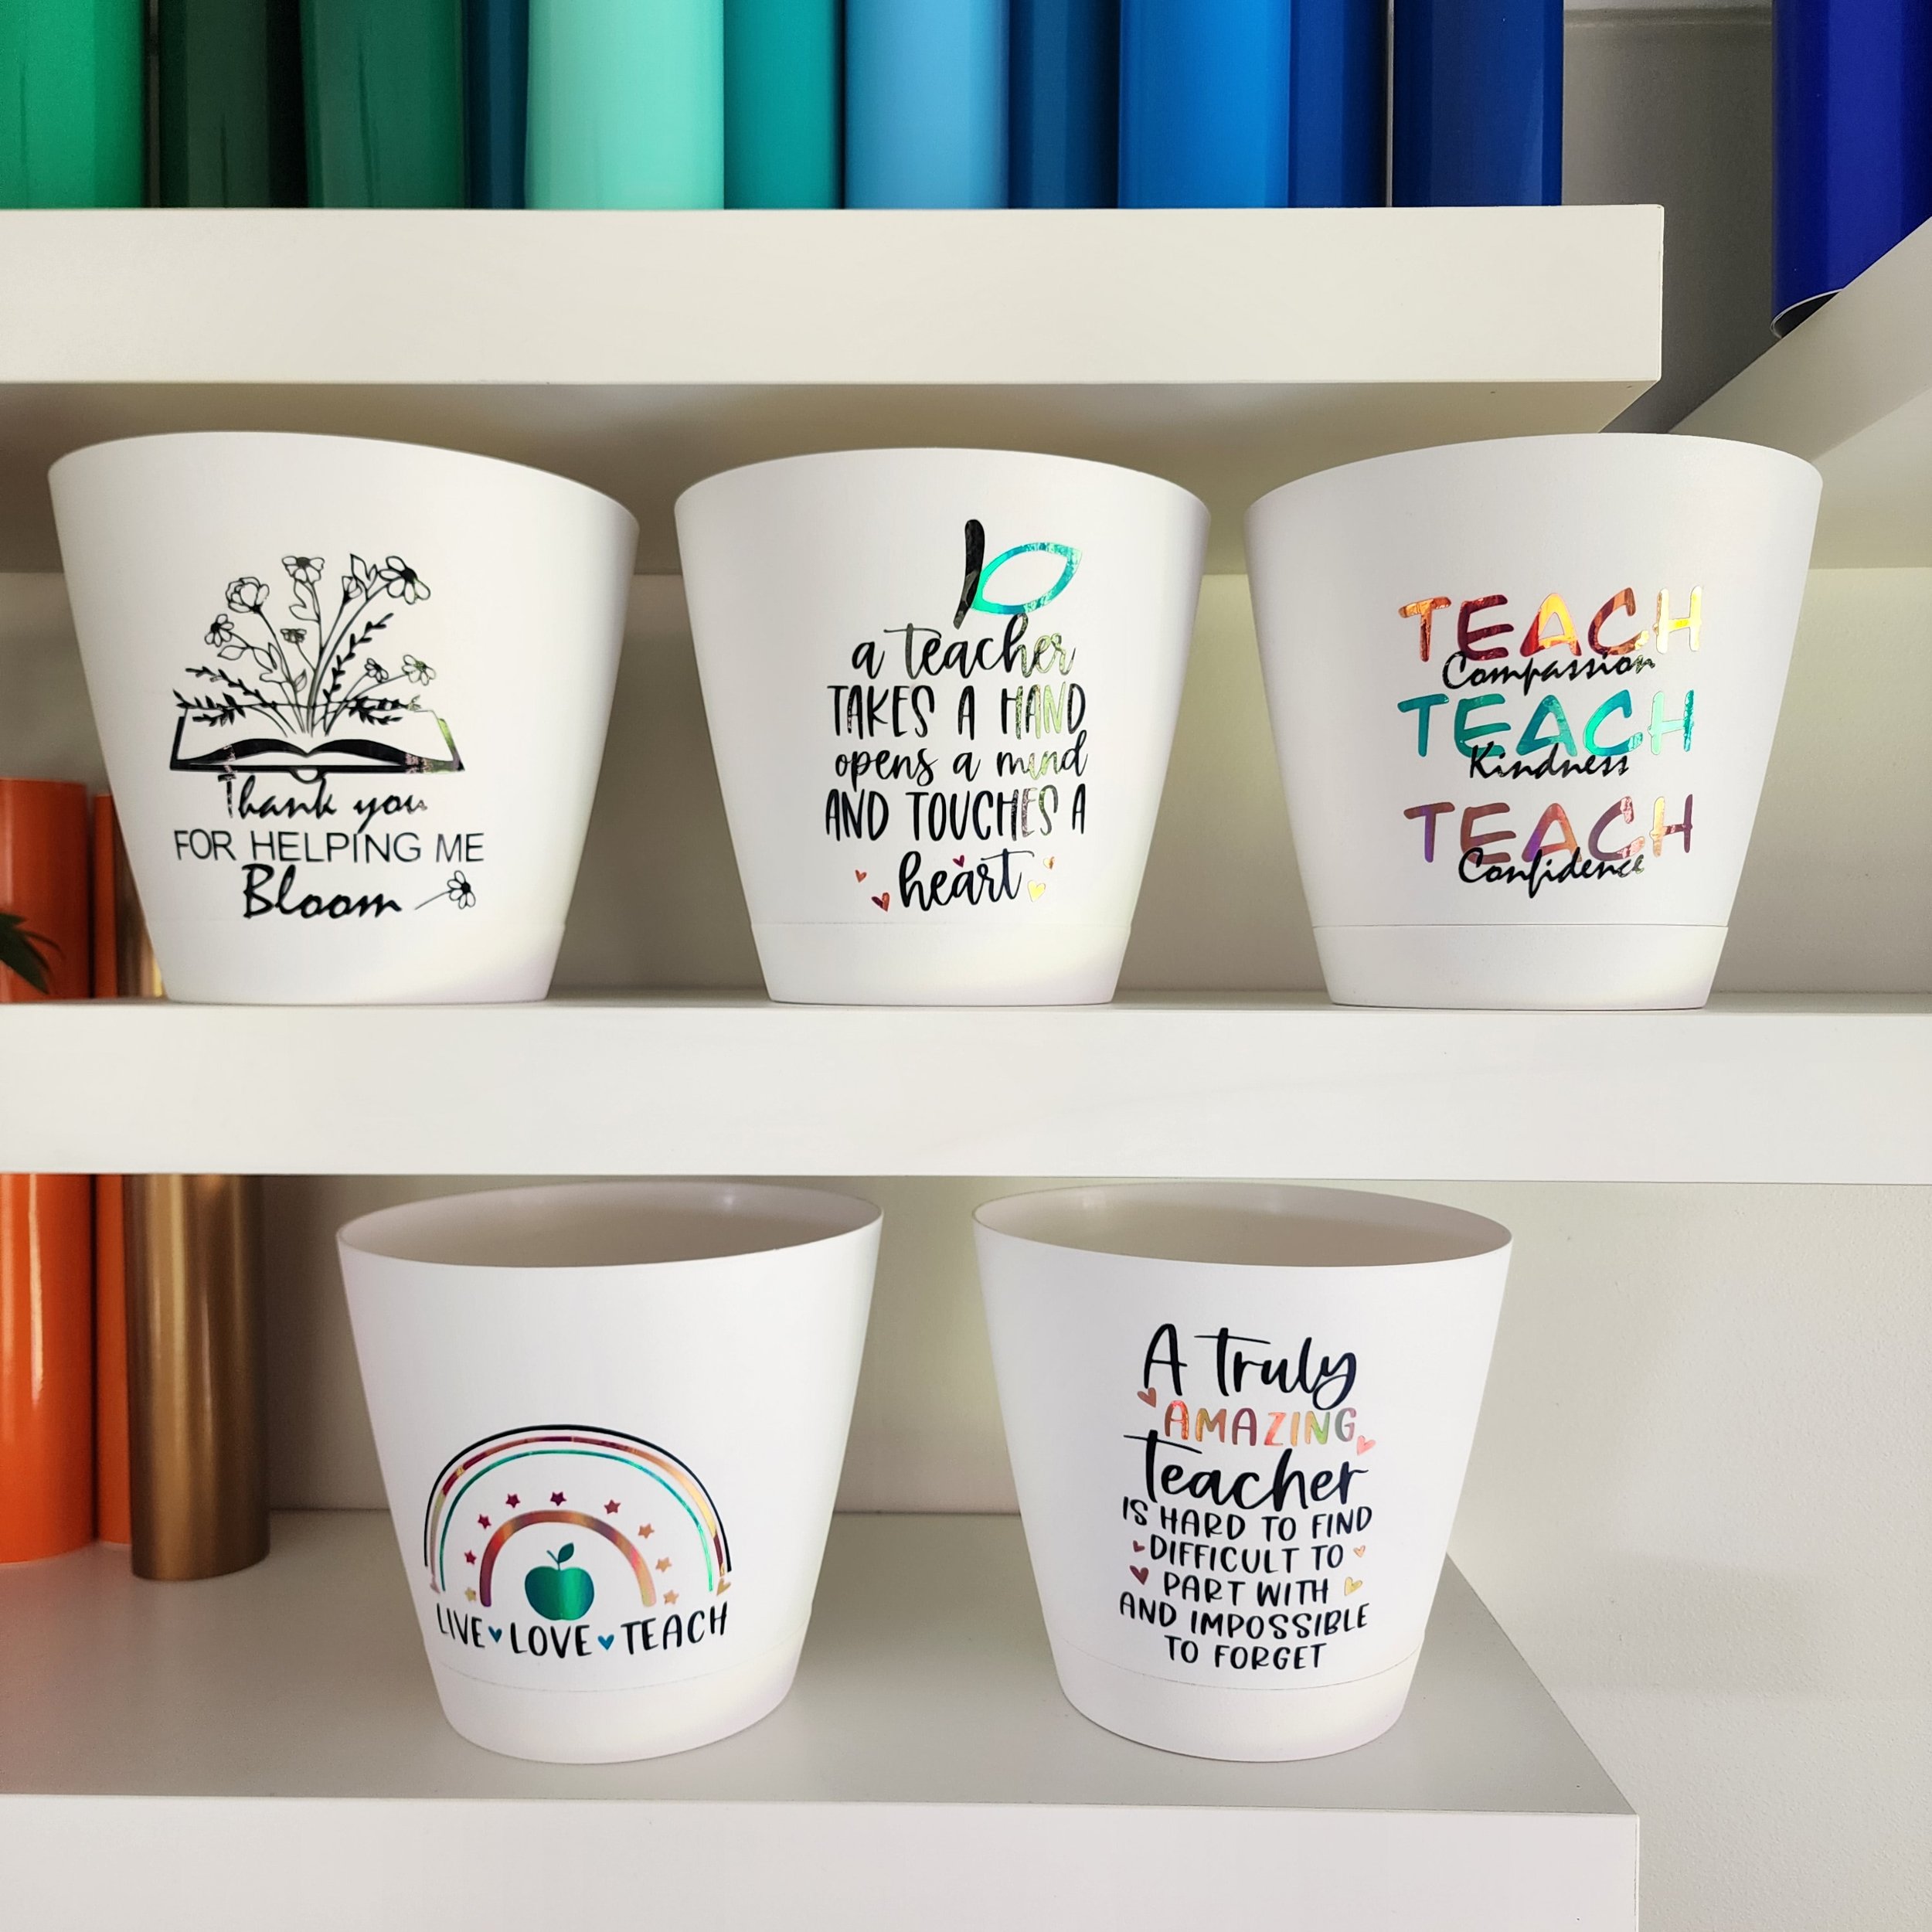 Thank you
FOR HELPING ME
Bloom
a teacher
TAKES A HAND
opens a mind
AND TOUCHES A
heart
TEACH
Compassion
TEACH
Kindness
TEACH
Confidence
LIVE LOVE TEACH
A Truly
AMAZING
Teacher
IS HARD TO FIND
DIFFICULT TO
PART WITH
AND IMPOSSIBLE
TO FORGET